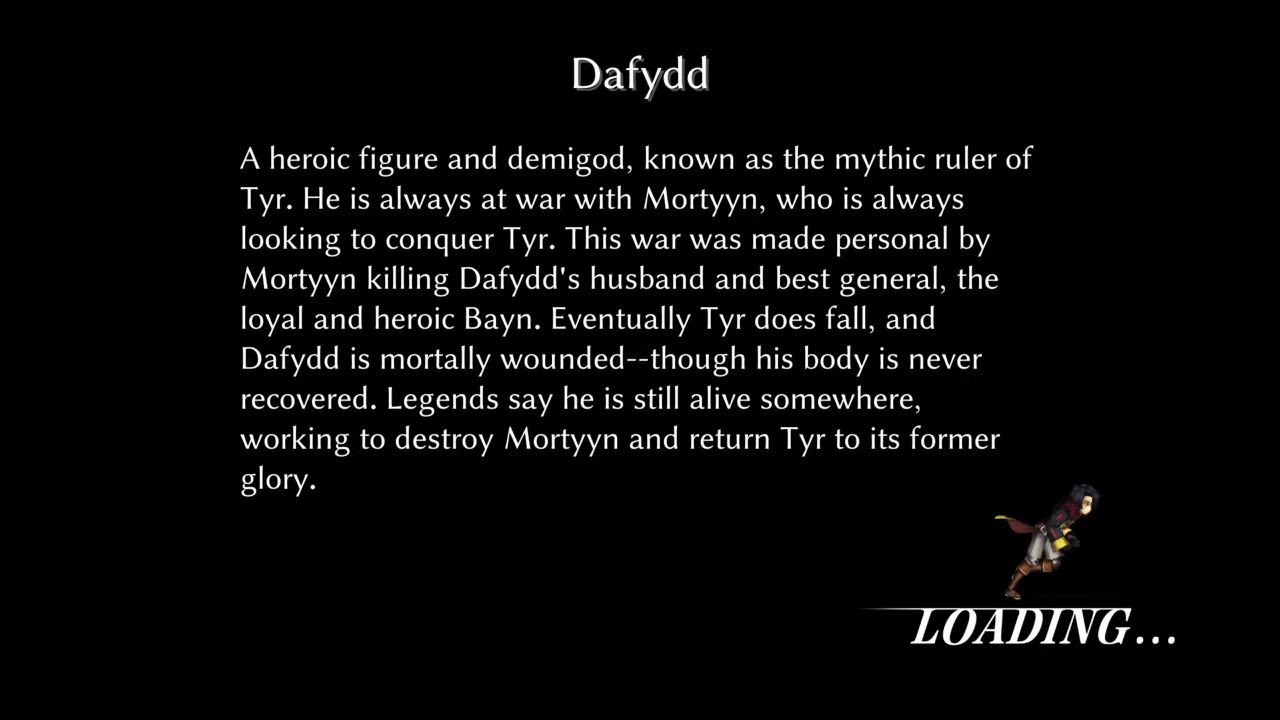 Dafydd
A heroic figure and demigod, known as the mythic ruler of
Tyr. He is always at war with Mortyyn, who is always
looking to conquer Tyr. This war was made personal by
Mortyyn killing Dafydd's husband and best general, the
loyal and heroic Bayn. Eventually Tyr does fall, and
Dafydd is mortally wounded--though his body is never
recovered. Legends say he is still alive somewhere,
working to destroy Mortyyn and return Tyr to its former
glory.
LOADING...